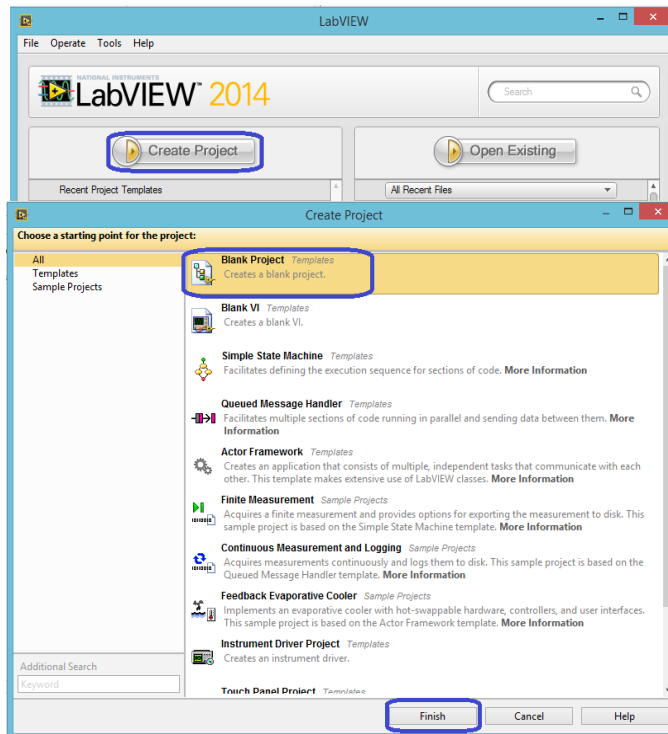 LabVIEW
File Operate Tools Help
NATIONAL INSTRUMENTS
LabVIEW™ 2014
Search
Create Project
Open Existing
Recent Project Templates
All Recent Files
Create Project
Choose a starting point for the project:
All
Templates
Sample Projects
Blank Project Templates
Creates a blank project.
Blank VI Templates
Creates a blank VI.
Simple State Machine Templates
Facilitates defining the execution sequence for sections of code. More Information
Queued Message Handler Templates
Facilitates multiple sections of code running in parallel and sending data between them. More
Information
Actor Framework Templates
Creates an application that consists of multiple, independent tasks that communicate with each
other. This template makes extensive use of LabVIEW classes. More Information
Finite Measurement Sample Projects
Acquires a finite measurement and provides options for exporting the measurement to disk. This
sample project is based on the Simple State Machine template. More Information
Continuous Measurement and Logging Sample Projects
Acquires measurements continuously and logs them to disk. This sample project is based on the
Queued Message Handler template. More Information
Feedback Evaporative Cooler Sample Projects
Implements an evaporative cooler with hot-swappable hardware, controllers, and user interfaces.
This sample project is based on the Actor Framework template. More Information
Instrument Driver Project Templates
Creates an instrument driver.
Touch Panel Project Templates
Additional Search
Keyword
Finish Cancel Help